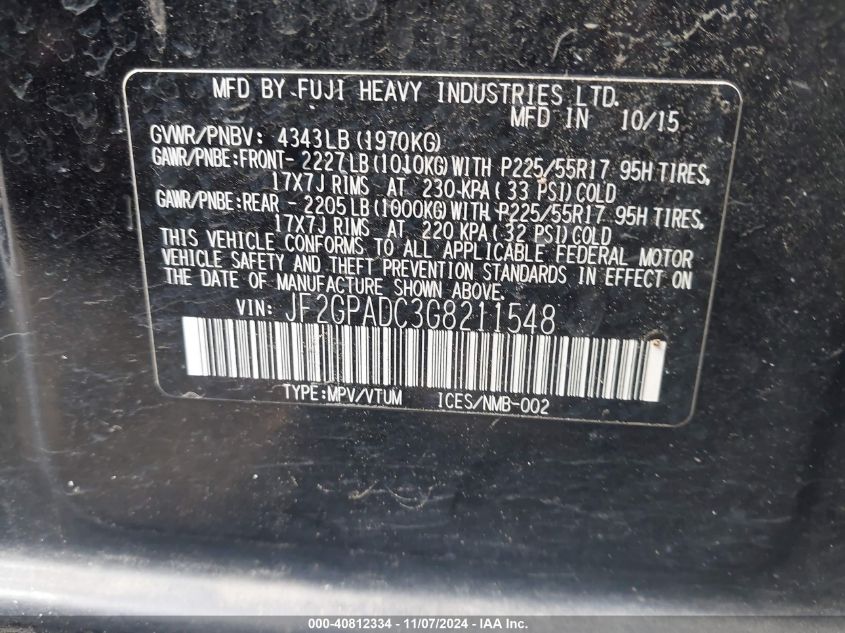 MFD BY FUJI HEAVY INDUSTRIES LTD.
MFD IN 10/15
GVWR/PNBV: 4343LB (1970KG)
GAWR/PNBE:FRONT- 2227LB(1010KG)WITH P225/55R17 95H TIRES,
17X7J RIMS AT 230 KPA( 33 PSI)COLD
GAWR/PNBE:REAR - 2205LB(1000KG)WITH P225/55R17 95H TIRES,
17X7J RIMS AT 220 KPA( 32 PSI)COLD
THIS VEHICLE CONFORMS TO ALL APPLICABLE FEDERAL MOTOR
VEHICLE SAFETY AND THEFT PREVENTION STANDARDS IN EFFECT ON
THE DATE OF MANUFACTURE SHOWN ABOVE.
VIN: JF2GPADC3G8211548
TYPE:MPV/VTUM ICES/NMB-002
000-40812334 - 11/07/2024 - IAA Inc.